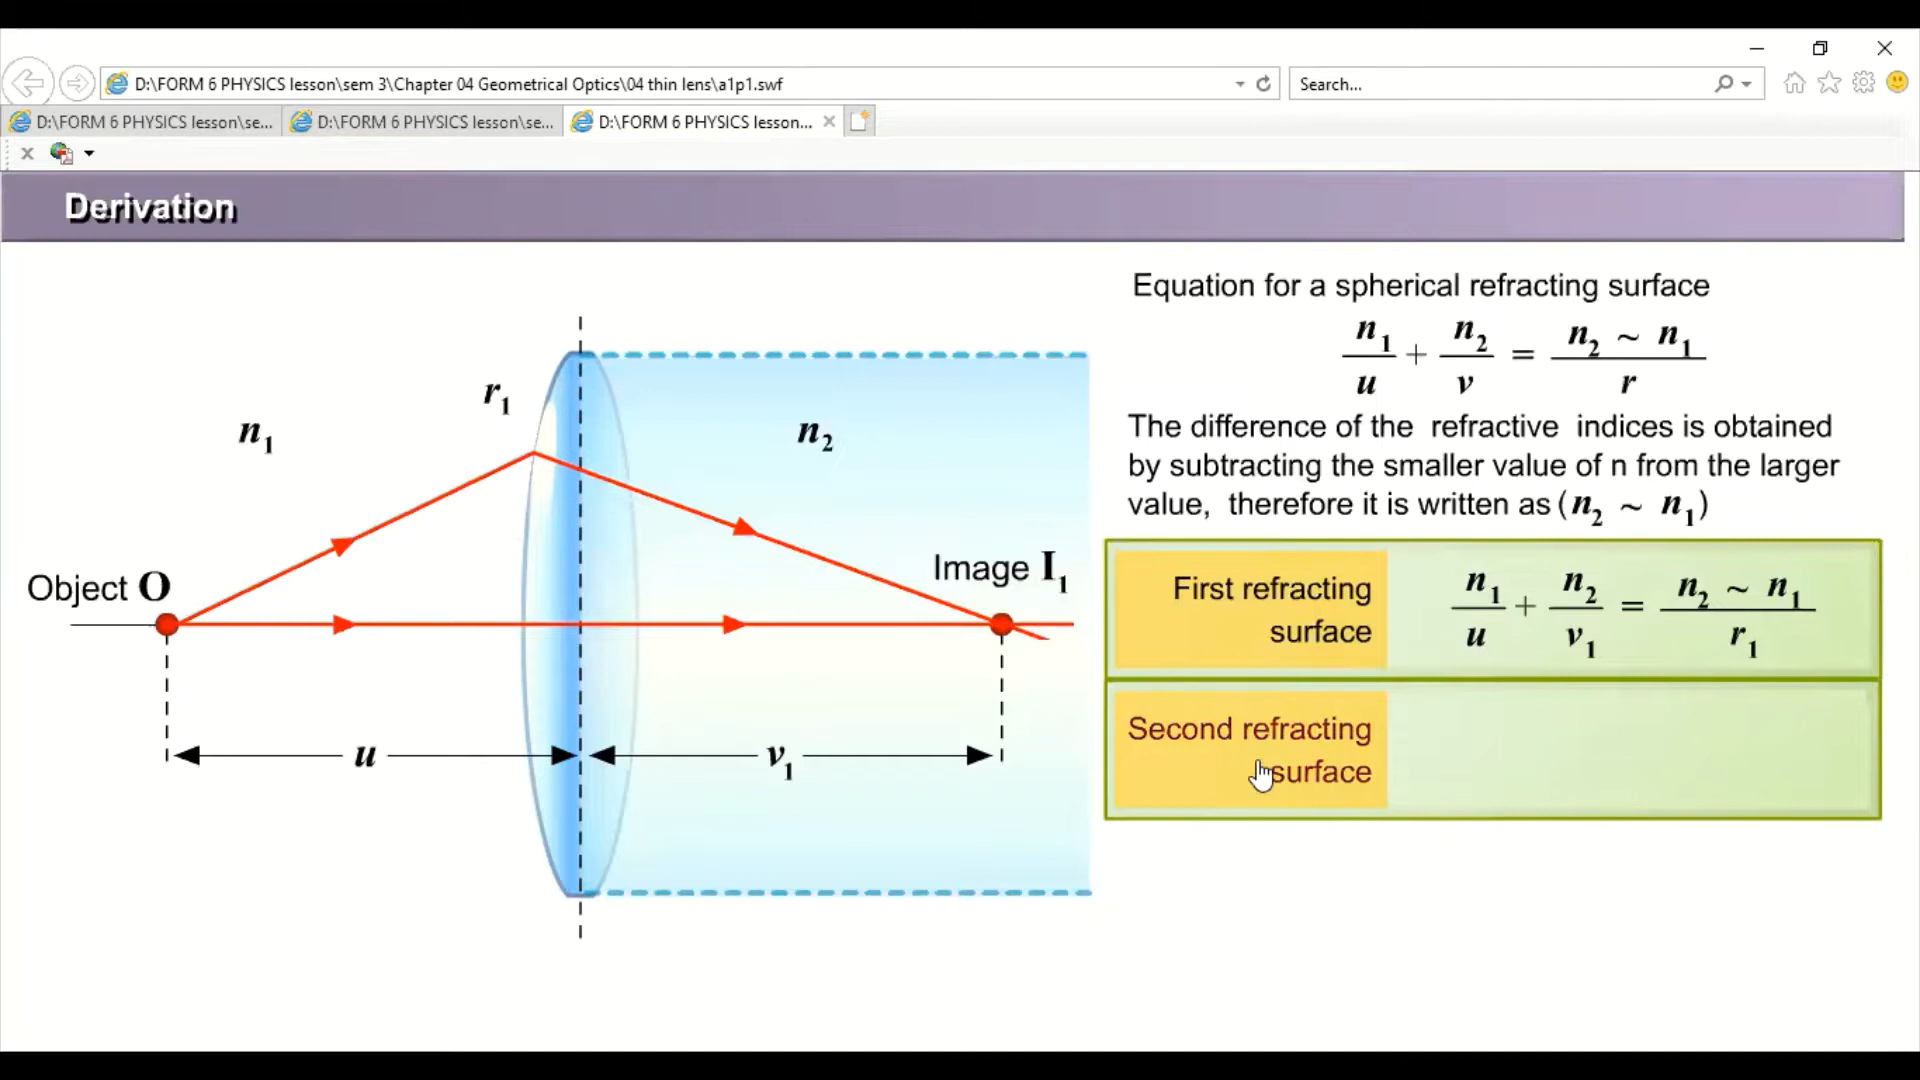 D:\FORM 6 PHYSICS lesson\sem 3\Chapter 04 Geometrical Optics\04 thin lens\a1p1.swf
Search...
D:\FORM 6 PHYSICS lesson\se...
D:\FORM 6 PHYSICS lesson\se...
D:\FORM 6 PHYSICS lesson...
Derivation
Equation for a spherical refracting surface
n₁/u + n₂/v = (n₂ ~ n₁)/r
The difference of the refractive indices is obtained
by subtracting the smaller value of n from the larger
value, therefore it is written as (n₂ ~ n₁)
First refracting
surface
n₁/u + n₂/v₁ = (n₂ ~ n₁)/r₁
Second refracting
surface
r₁
n₁
n₂
Object O
Image I₁
u
v₁